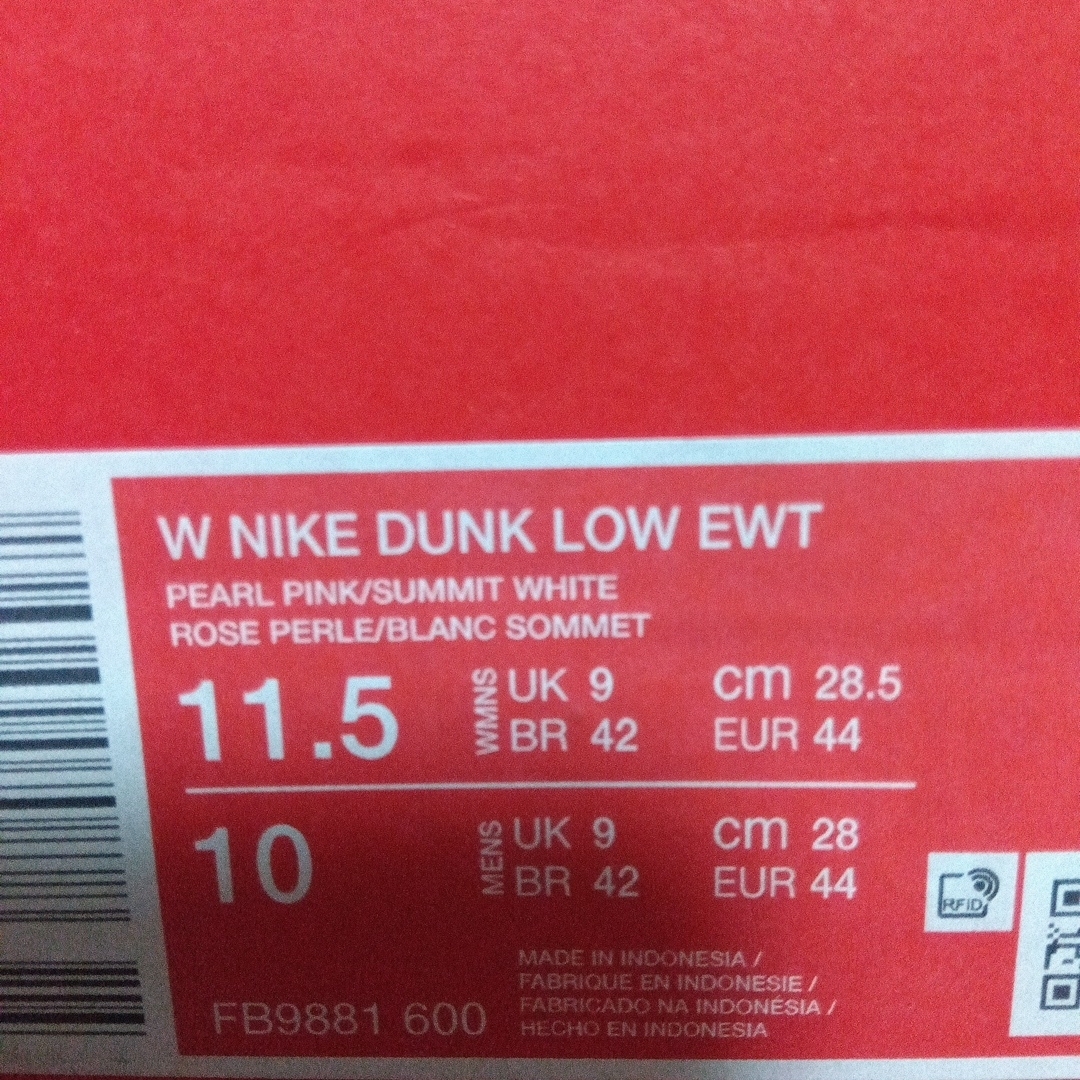 W NIKE DUNK LOW EWT
PEARL PINK/SUMMIT WHITE
ROSE PERLE/BLANC SOMMET
11.5 WMNS UK 9 cm 28.5
BR 42 EUR 44
10 MENS UK 9 cm 28
BR 42 EUR 44
RFID
MADE IN INDONESIA /
FABRIQUE EN INDONESIE /
FABRICADO NA INDONÉSIA /
HECHO EN INDONESIA
FB9881 600